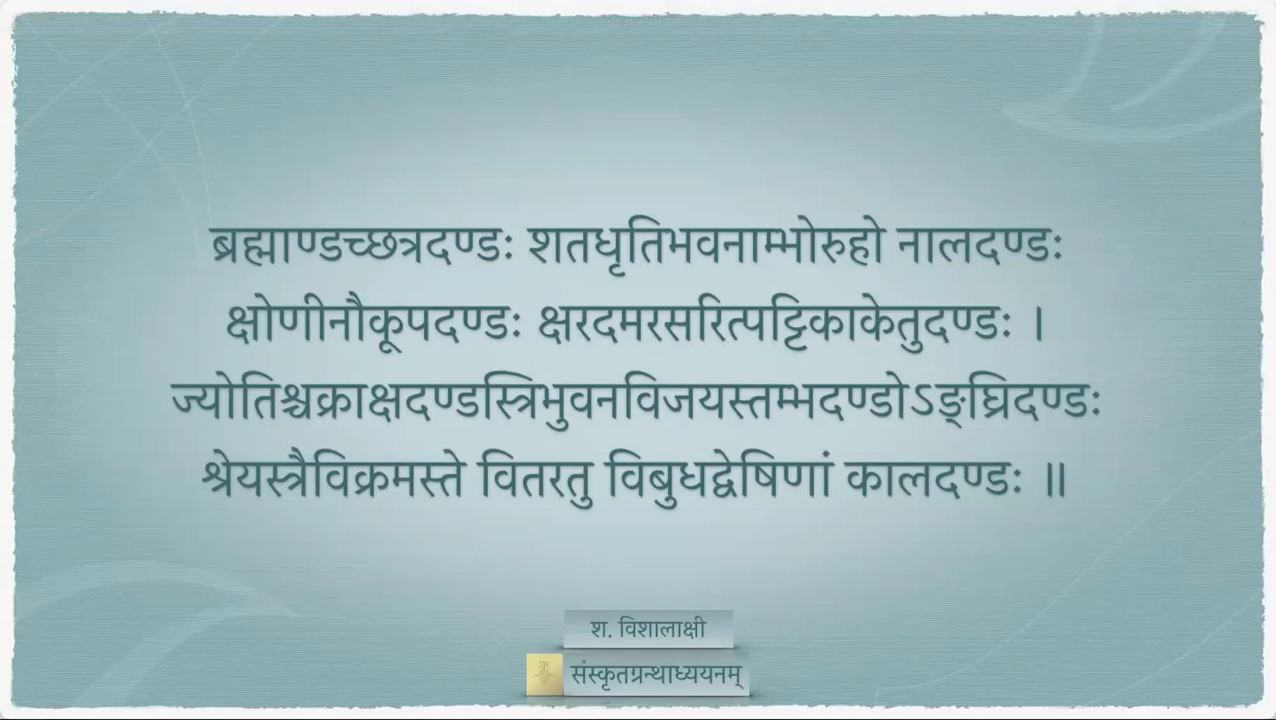 ब्रह्माण्डच्छत्रदण्डः शतधृतिभवनाम्भोरुहो नालदण्डः
क्षोणीनौकूपदण्डः क्षरदमरसरित्पट्टिकाकेतुदण्डः ।
ज्योतिश्चक्राक्षदण्डस्त्रिभुवनविजयस्तम्भदण्डोऽङ्घ्रिदण्डः
श्रेयस्त्रैविक्रमस्ते वितरतु विबुधद्वेषिणां कालदण्डः ॥
श. विशालाक्षी
संस्कृतग्रन्थाध्ययनम्